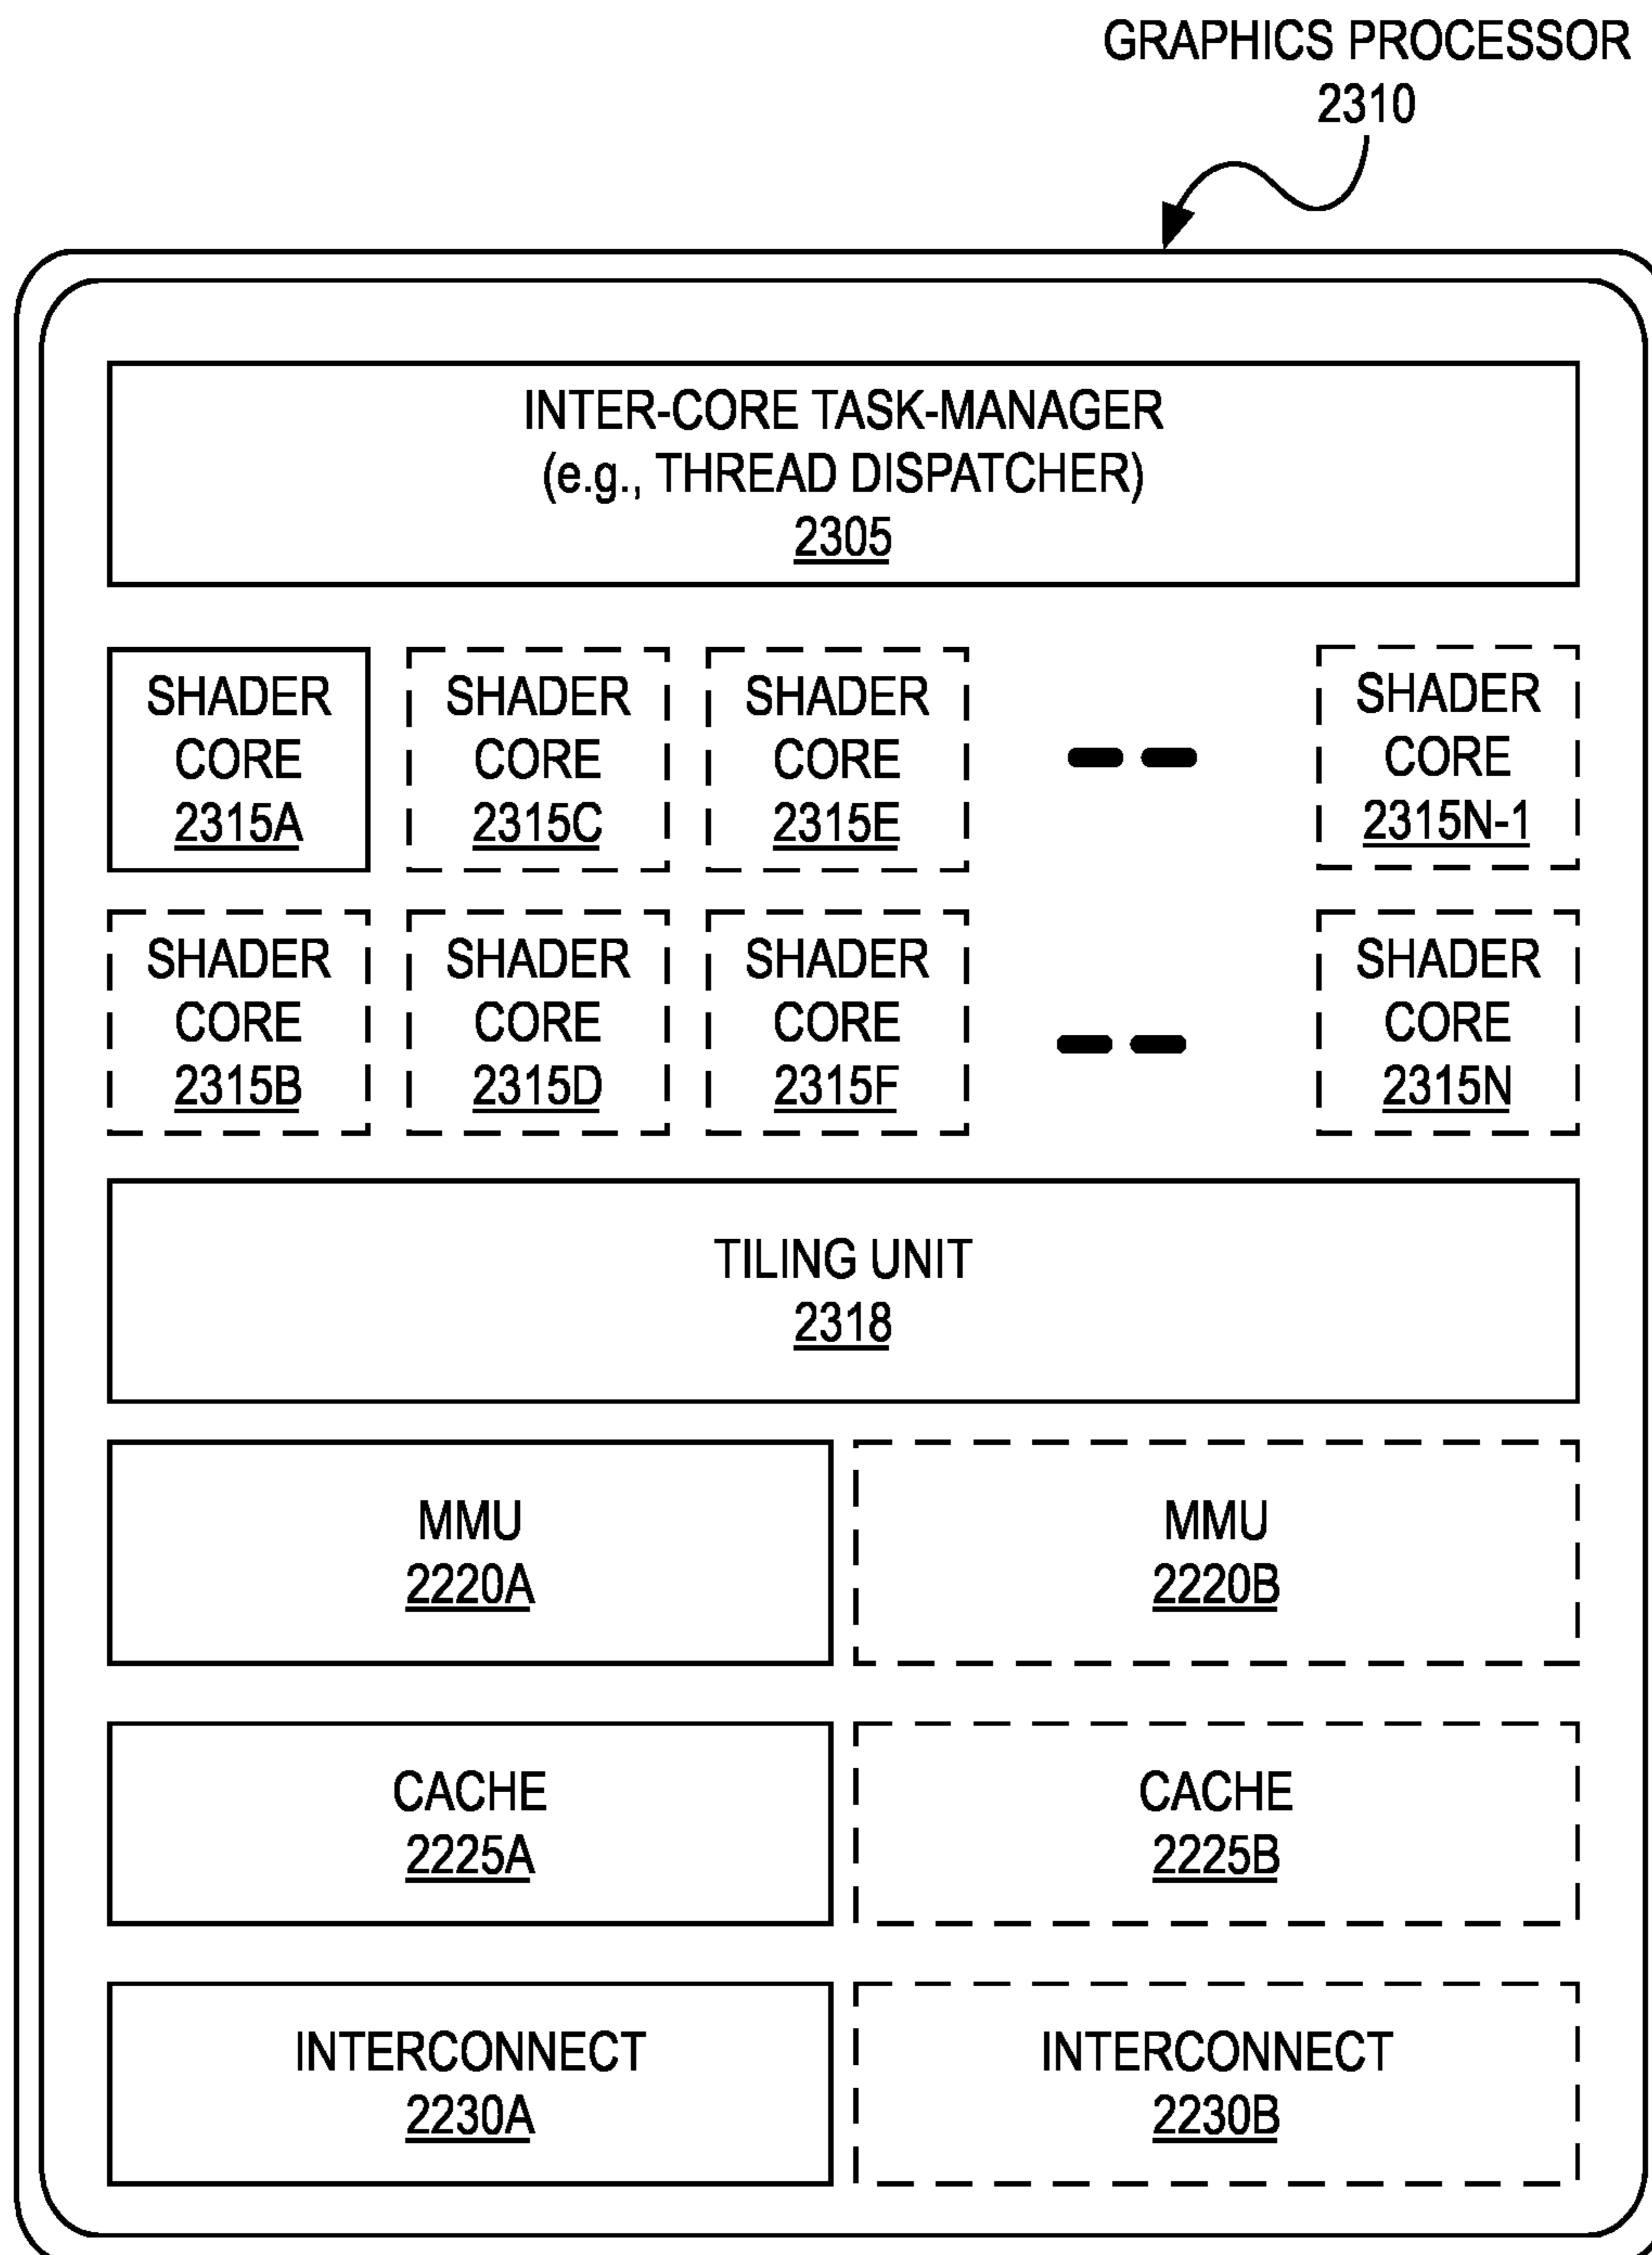 GRAPHICS PROCESSOR
2310
INTER-CORE TASK-MANAGER
(e.g., THREAD DISPATCHER)
2305
SHADER
CORE
2315A
SHADER
CORE
2315C
SHADER
CORE
2315E
SHADER
CORE
2315N-1
SHADER
CORE
2315B
SHADER
CORE
2315D
SHADER
CORE
2315F
SHADER
CORE
2315N
TILING UNIT
2318
MMU
2220A
MMU
2220B
CACHE
2225A
CACHE
2225B
INTERCONNECT
2230A
INTERCONNECT
2230B